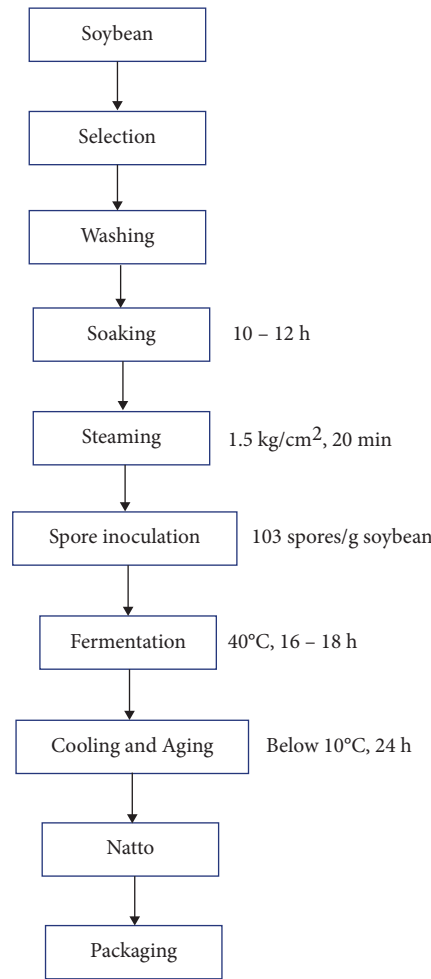 Soybean
Selection
Washing
Soaking
10 – 12 h
Steaming
1.5 kg/cm², 20 min
Spore inoculation
103 spores/g soybean
Fermentation
40°C, 16 – 18 h
Cooling and Aging
Below 10°C, 24 h
Natto
Packaging